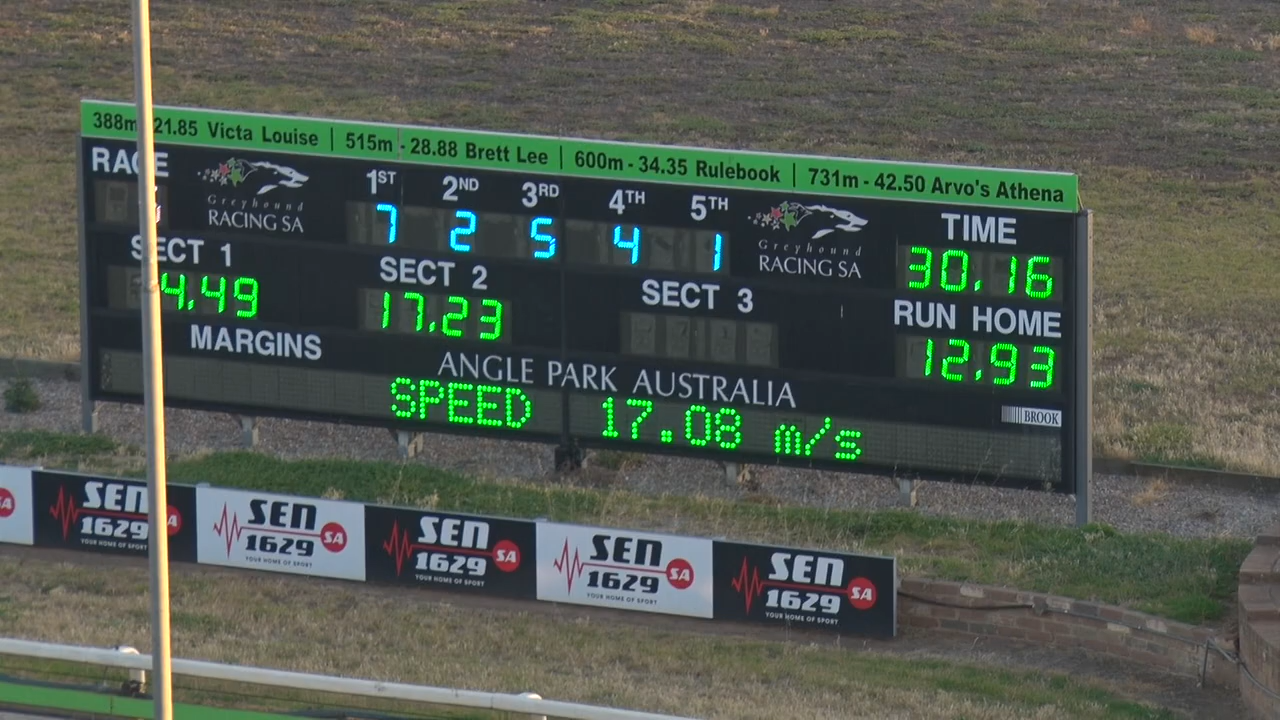 388m 21.85 Victa Louise | 515m - 28.88 Brett Lee | 600m - 34.35 Rulebook | 731m - 42.50 Arvo's Athena
RACE
Greyhound
RACING SA
1ST 2ND 3RD 4TH 5TH
7 2 5 4 1
Greyhound
RACING SA
TIME
30.16
SECT 1
4.49
SECT 2
17.23
SECT 3
RUN HOME
12.93
MARGINS
ANGLE PARK AUSTRALIA
BROOK
SPEED 17.08 m/s
SA
SEN
1629
YOUR HOME OF SPORT
SEN
1629 SA
YOUR HOME OF SPORT
SEN
1629 SA
YOUR HOME OF SPORT
SEN
1629 SA
YOUR HOME OF SPORT
SEN
1629 SA
YOUR HOME OF SPORT